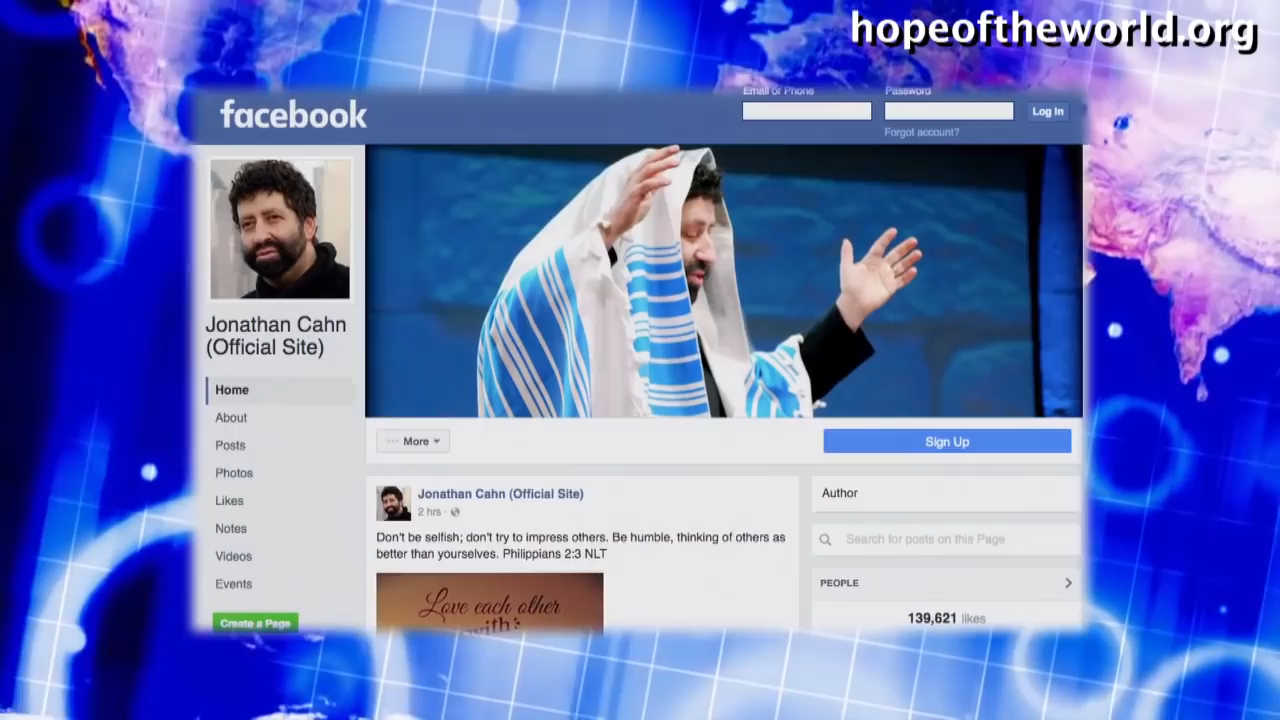 hopeoftheworld.org
facebook
Email or Phone
Password
Log In
Forgot account?
Jonathan Cahn
(Official Site)
Home
About
Posts
Photos
Likes
Notes
Videos
Events
Create a Page
··· More
Sign Up
Jonathan Cahn (Official Site)
2 hrs ·
Don't be selfish; don't try to impress others. Be humble, thinking of others as
better than yourselves. Philippians 2:3 NLT
Love each other
with
Author
Search for posts on this Page
PEOPLE
139,621 likes